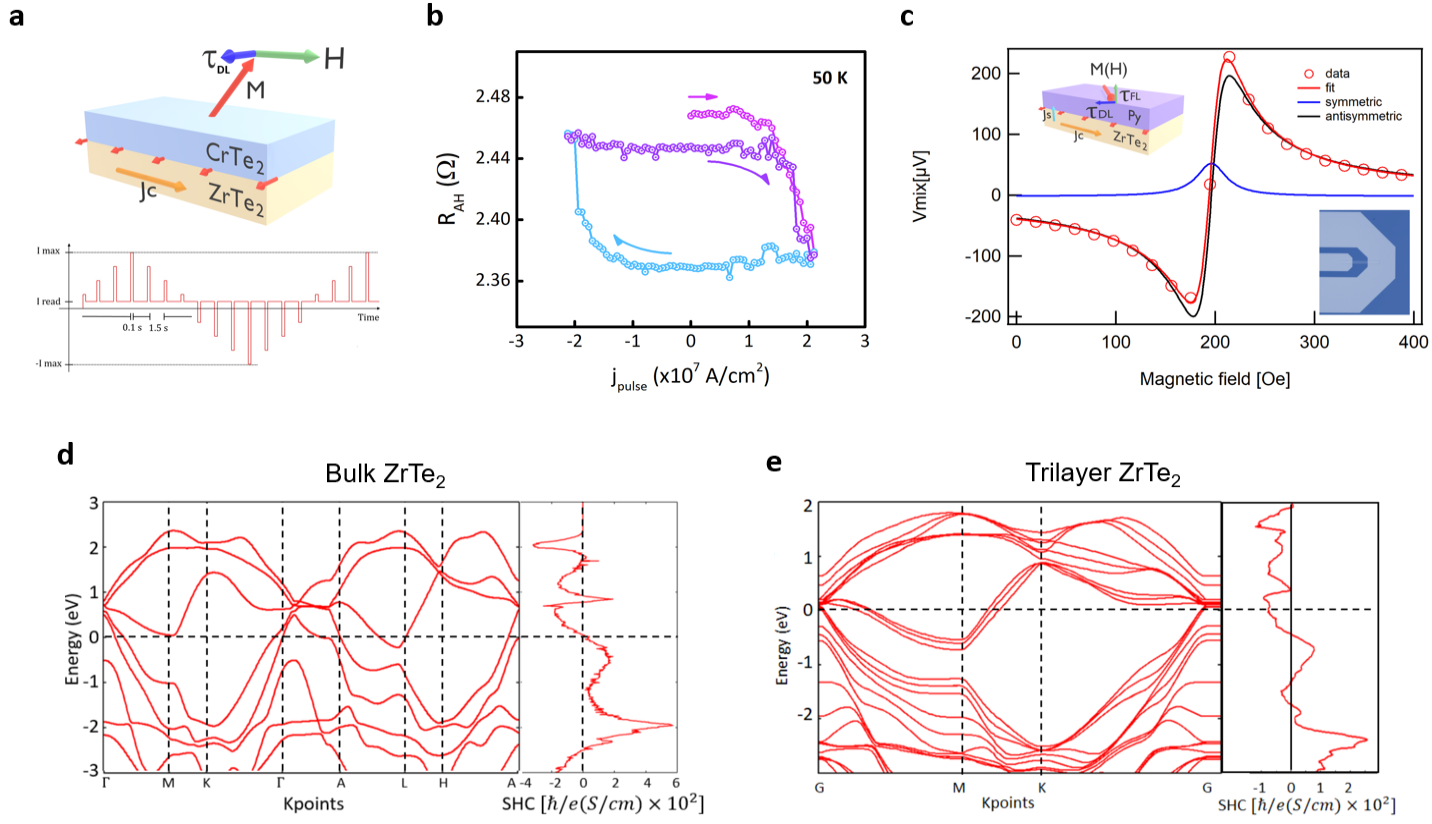 a
τDL
H
M
CrTe2
Jc
ZrTe2
I max
I read
Time
0.1 s
1.5 s
-I max
b
50 K
2.48
2.44
2.40
2.36
RAH (Ω)
-3 -2 -1 0 1 2 3
jpulse (x10^7 A/cm^2)
c
200
100
0
-100
-200
Vmix[µV]
M(H)
τFL
τDL
Py
Js
Jc
ZrTe2
data
fit
symmetric
antisymmetric
0 100 200 300 400
Magnetic field [Oe]
d
Bulk ZrTe2
3
2
1
0
-1
-2
-3
Energy (eV)
Γ M K Γ A L H A
Kpoints
-4 -2 0 2 4 6
SHC [ħ/e(S/cm) × 10^2]
e
Trilayer ZrTe2
2
1
0
-1
-2
Energy (eV)
G M K G
Kpoints
-1 0 1 2
SHC [ħ/e(S/cm) × 10^2]